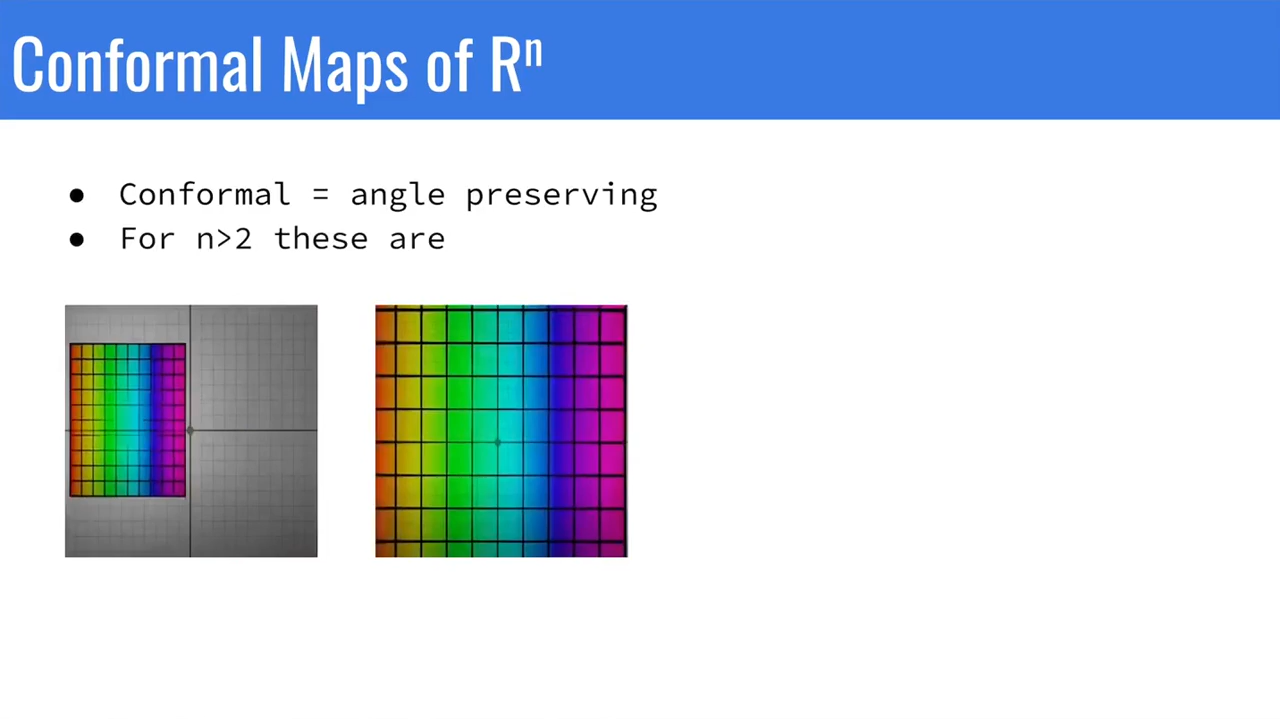 Conformal Maps of Rⁿ
● Conformal = angle preserving
● For n>2 these are